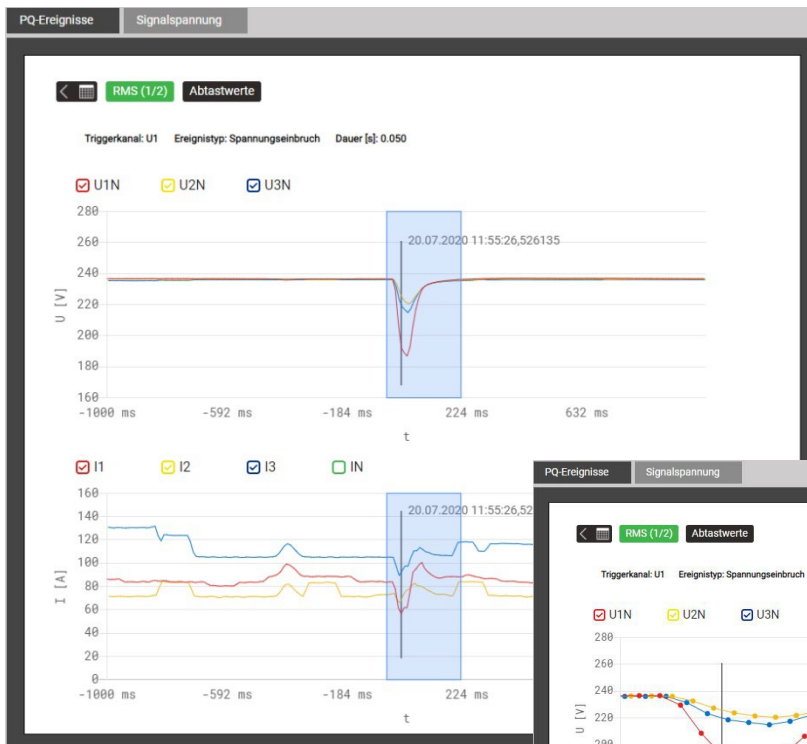 PQ-Ereignisse Signalspannung
RMS (1/2) Abtastwerte
Triggerkanal: U1 Ereignistyp: Spannungseinbruch Dauer [s]: 0.050
U1N U2N U3N
280
260
240
220
200
180
160
U [V]
20.07.2020 11:55:26,526135
-1000 ms -592 ms -184 ms 224 ms 632 ms
t
I1 I2 I3 IN
160
140
120
100
80
60
40
20
0
I [A]
20.07.2020 11:55:26,52
-1000 ms -592 ms -184 ms 224 ms
t
PQ-Ereignisse Signalspannung
RMS (1/2) Abtastwerte
Triggerkanal: U1 Ereignistyp: Spannungseinbruch
U1N U2N U3N
280
260
240
220
200
U [V]